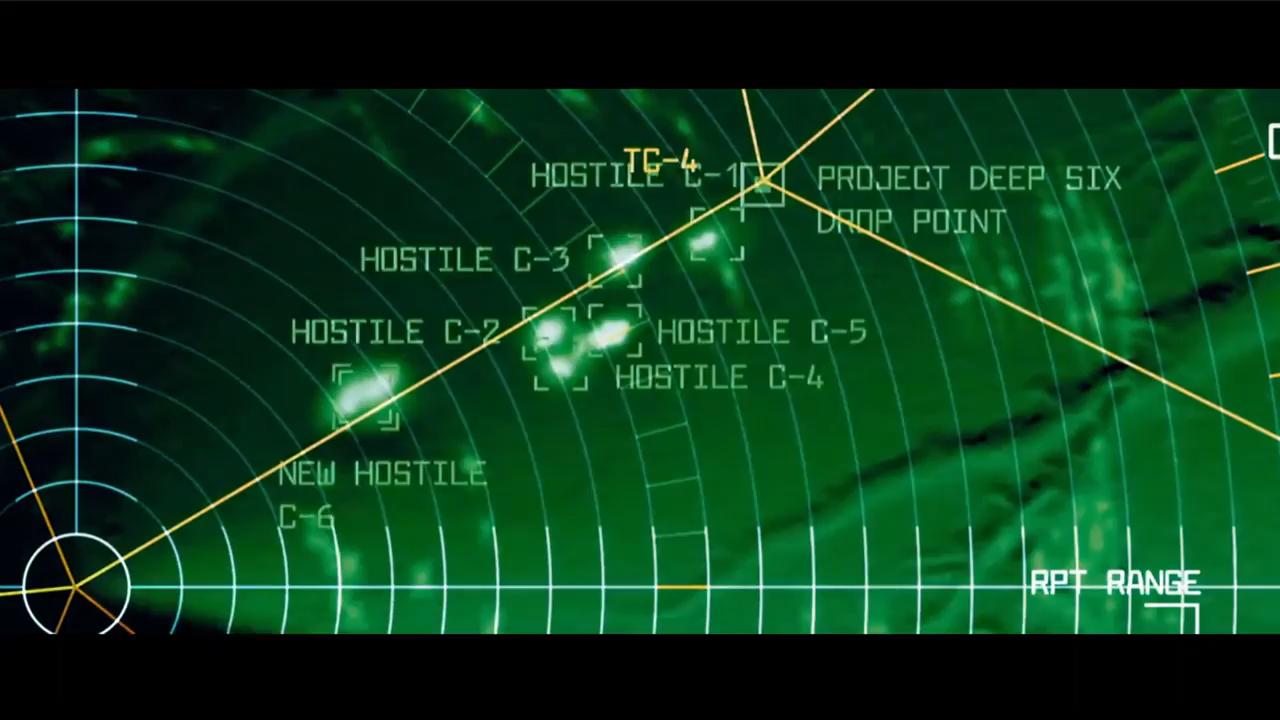 TC-4
HOSTILE C-1
PROJECT DEEP SIX
DROP POINT
HOSTILE C-3
HOSTILE C-2
HOSTILE C-5
HOSTILE C-4
NEW HOSTILE
C-6
RPT RANGE